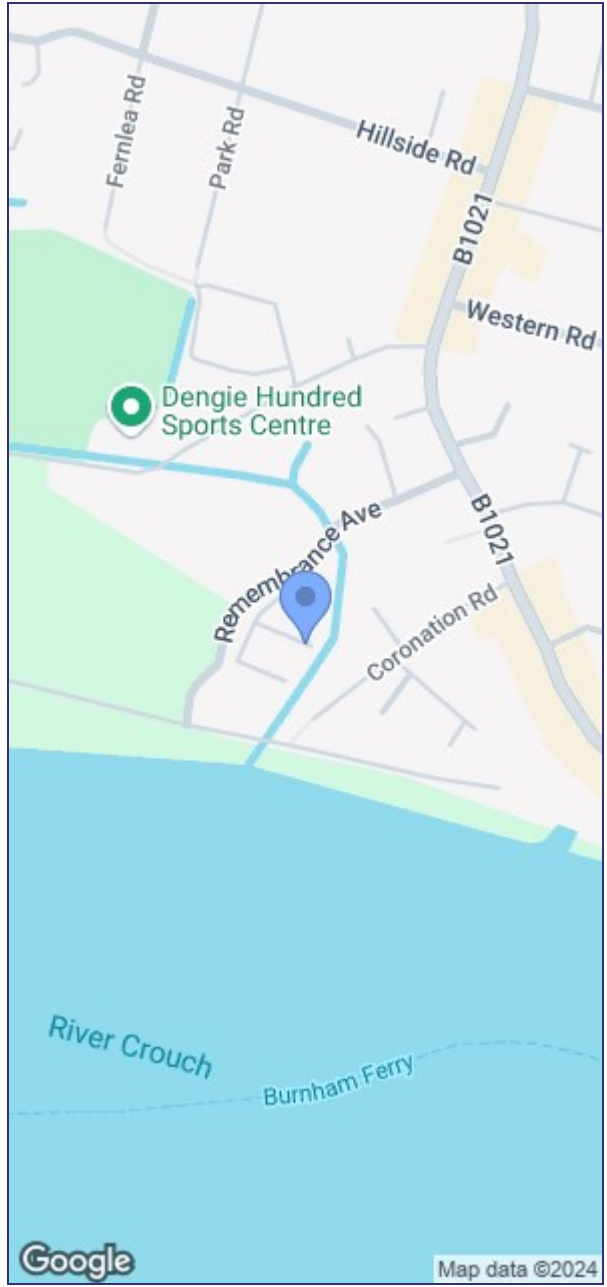 Fernlea Rd
Park Rd
Hillside Rd
B1021
Western Rd
Dengie Hundred
Sports Centre
Remembrance Ave
B1021
Coronation Rd
River Crouch
Burnham Ferry
Google
Map data ©2024